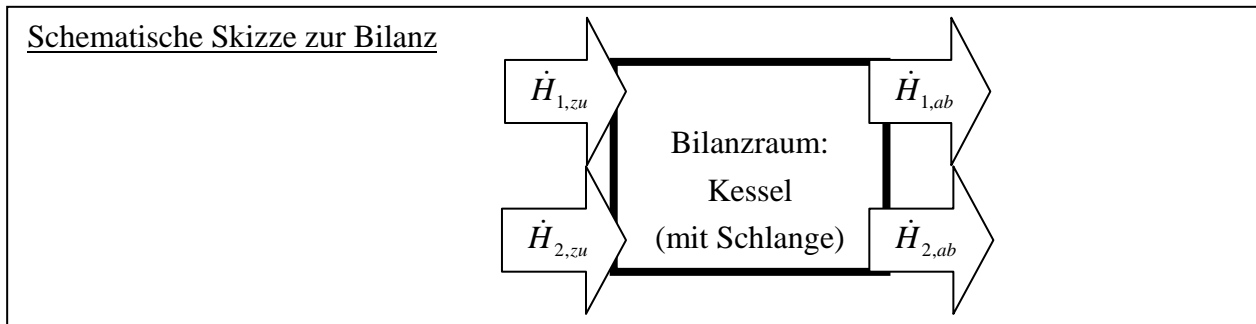 Schematische Skizze zur Bilanz
Ḣ1,zu
Ḣ1,ab
Bilanzraum:
Kessel
(mit Schlange)
Ḣ2,zu
Ḣ2,ab